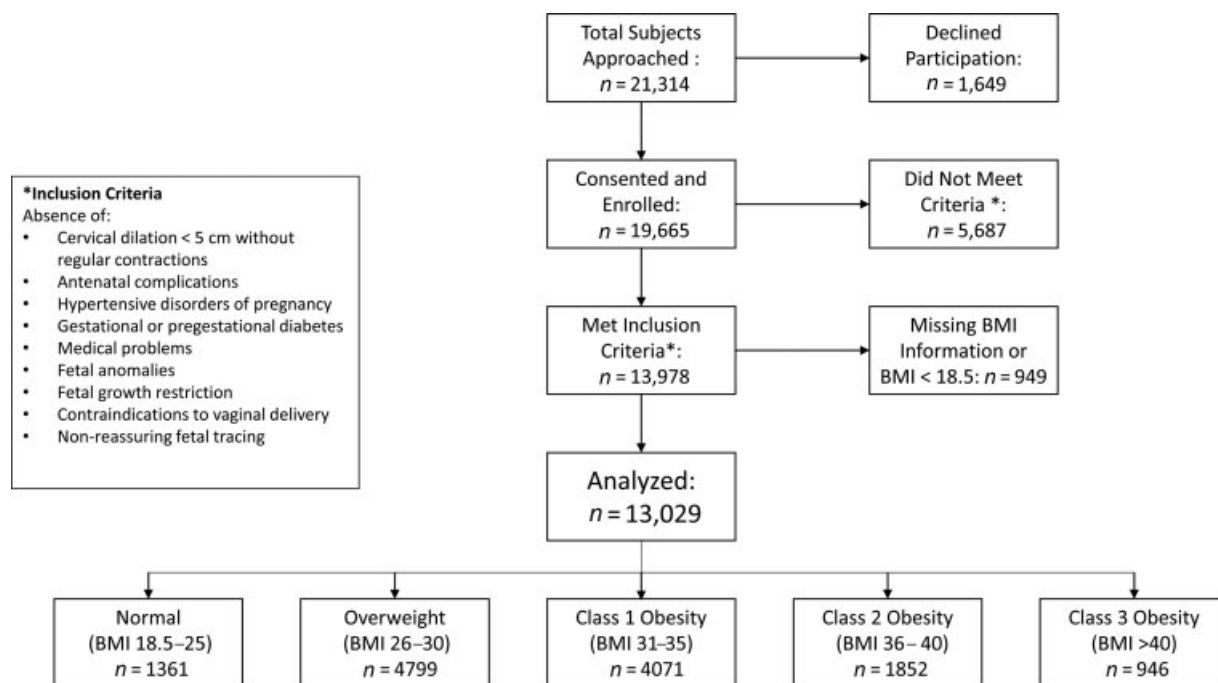 Total Subjects
Approached :
n = 21,314
Declined
Participation:
n = 1,649
Consented and
Enrolled:
n = 19,665
Did Not Meet
Criteria *:
n = 5,687
*Inclusion Criteria
Absence of:
• Cervical dilation < 5 cm without
regular contractions
• Antenatal complications
• Hypertensive disorders of pregnancy
• Gestational or pregestational diabetes
• Medical problems
• Fetal anomalies
• Fetal growth restriction
• Contraindications to vaginal delivery
• Non-reassuring fetal tracing
Met Inclusion
Criteria*:
n = 13,978
Missing BMI
Information or
BMI < 18.5: n = 949
Analyzed:
n = 13,029
Normal
(BMI 18.5–25)
n = 1361
Overweight
(BMI 26–30)
n = 4799
Class 1 Obesity
(BMI 31–35)
n = 4071
Class 2 Obesity
(BMI 36– 40)
n = 1852
Class 3 Obesity
(BMI >40)
n = 946